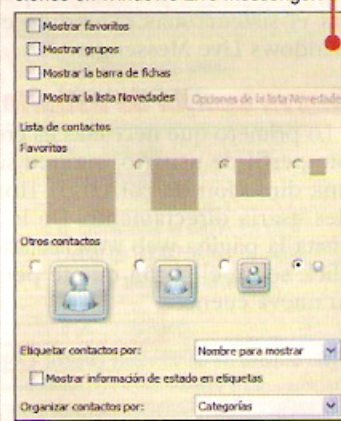 Windows Live Messenger
Mostrar favoritos
Mostrar grupos
Mostrar la barra de fichas
Mostrar la lista Novedades Opciones de la lista Novedades
Lista de contactos
Favoritos
Otros contactos
Etiquetar contactos por: Nombre para mostrar
Mostrar información de estado en etiquetas
Organizar contactos por: Categorías